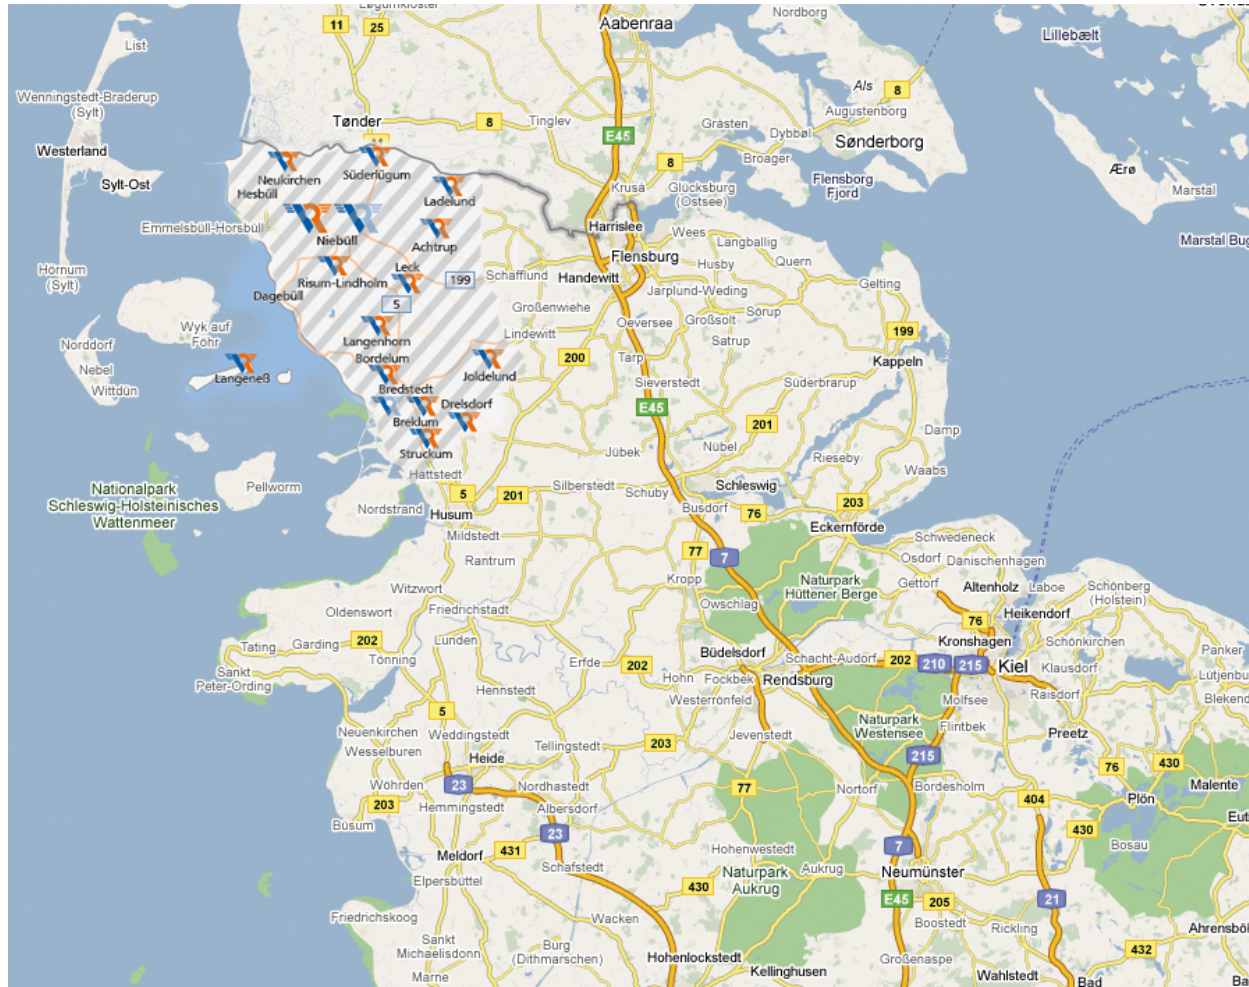 Løgumkloster
Aabenraa
Nordborg
11
25
Lillebælt
List
Als
8
Wenningstedt-Braderup
(Sylt)
Augustenborg
Tønder
8
Tinglev
Gråsten
Dybbøl
11
E45
Sønderborg
Westerland
Broager
8
Ærø
Sylt-Ost
Neukirchen
Süderlügum
Hesbüll
Ladelund
Kruså
Glücksburg
(Ostsee)
Flensborg
Fjord
Marstal
Emmelsbüll-Horsbüll
Niebüll
Achtrup
Harrislee
Wees
Langballig
Marstal Bug
Flensburg
Husby
Quern
Hörnum
(Sylt)
Risum-Lindholm
Leck
199
Schafflund
Handewitt
Gelting
Dagebüll
5
Jarplund-Weding
Großenwiehe
Sörup
Wyk auf
Föhr
Langenhorn
Lindewitt
Oeversee
Großsolt
199
Norddorf
Satrup
Bordelum
200
Tarp
Kappeln
Nebel
Langeneß
Joldelund
Wittdün
Bredstedt
Sieverstedt
Süderbrarup
Drelsdorf
E45
Breklum
201
Damp
Struckum
Jübek
Nübel
Rieseby
Waabs
Hattstedt
Nationalpark
Schleswig-Holsteinisches
Wattenmeer
Pellworm
5
201
Silberstedt
Schuby
Schleswig
Nordstrand
Husum
Busdorf
76
203
Eckernförde
Mildstedt
Schwedeneck
77
7
Osdorf
Dänischenhagen
Rantrum
Kropp
Naturpark
Hüttener Berge
Gettorf
Altenholz
Laboe
Schönberg
(Holstein)
Witzwort
Owschlag
Heikendorf
Oldenswort
Friedrichstadt
76
Tating
Garding
202
Lunden
Kronshagen
Schönkirchen
Büdelsdorf
Panker
Tönning
Erfde
202
Schacht-Audorf
202
210
215
Kiel
Klausdorf
Sankt
Peter-Ording
Hohn
Fockbek
Rendsburg
Lütjenbu
Hennstedt
Westerrönfeld
Molfsee
Raisdorf
Blekend
5
Naturpark
Westensee
Flintbek
Neuenkirchen
Weddingstedt
Jevenstedt
Preetz
Wesselburen
Tellingstedt
203
215
Heide
76
430
Wöhrden
23
Nordhastedt
77
Nortorf
Bordesholm
Malente
203
Hemmingstedt
Albersdorf
404
Plön
Büsum
23
430
Eut
7
Bosau
Meldorf
431
Hohenwestedt
Schafstedt
Naturpark
Aukrug
Aukrug
Neumünster
Elpersbüttel
430
E45
205
21
Friedrichskoog
Wacken
Boostedt
Rickling
Ahrensböl
Sankt
Michaelisdonn
Burg
(Dithmarschen)
432
Hohenlockstedt
Großenaspe
Marne
Kellinghusen
Wahlstedt
Bad
Ba